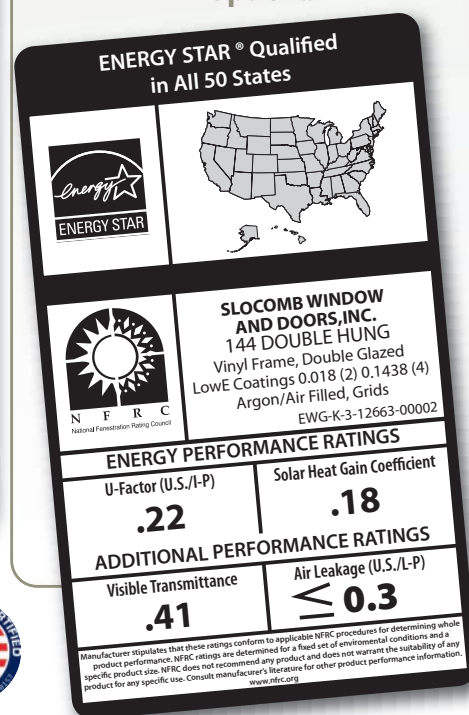 ENERGY STAR ® Qualified
in All 50 States
energy
ENERGY STAR
SLOCOMB WINDOW
AND DOORS,INC.
144 DOUBLE HUNG
Vinyl Frame, Double Glazed
LowE Coatings 0.018 (2) 0.1438 (4)
Argon/Air Filled, Grids
EWG-K-3-12663-00002
N F R C
National Fenestration Rating Council
ENERGY PERFORMANCE RATINGS
U-Factor (U.S./I-P)
.22
Solar Heat Gain Coefficient
.18
ADDITIONAL PERFORMANCE RATINGS
Visible Transmittance
.41
Air Leakage (U.S./L-P)
≤ 0.3
Manufacturer stipulates that these ratings conform to applicable NFRC procedures for determining whole
product performance. NFRC ratings are determined for a fixed set of enviromental conditions and a
specific product size. NFRC does not recommend any product and does not warrant the suitability of any
product for any specific use. Consult manufacturer's literature for other product performance information.
www.nfrc.org